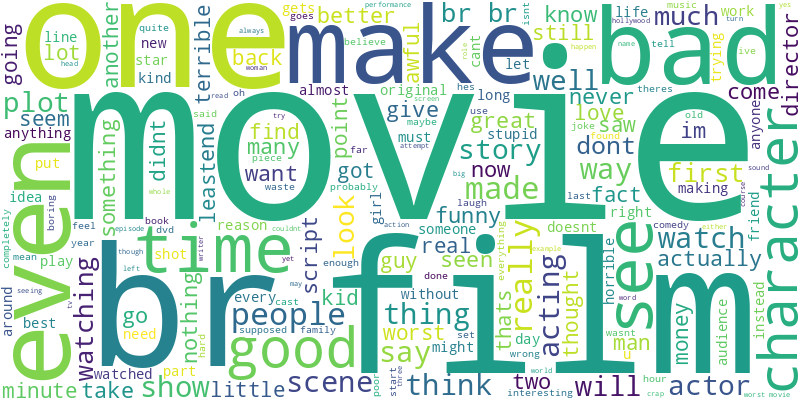 one
make
bad
movie
br
film
even
character
time
good
see
br br
going
line
lot
another
quite
new
star
kind
terrible
gets
goes
better
always
woman
back
believe
performance
awful
cant
isnt
know
still
hollywood
name
life
tell
much
music
turn
work
trying
ive
yes
director
plot
seem
anything
head
oh
almost
read
original
hes
let
long
well
happen
theres
never
come
love
role
said
try
find
many
want
point
give
must
maybe
screen
use
great
stupid
story
joke
saw
dont
found
im
old
making
anyone
put
idea
boring
something
didnt
leastend
piece
waste
attempt
far
got
now
made
way
first
sound
fact
last
big
probably
girl
laugh
funny
completely
mean
feel
year
play
whole
book
dvd
episode
shot
reason
couldnt
script
look
action
someone
real
seen
guy
everything
really
thats
doesnt
right
comedy
either
course
friend
watch
actually
around
seeing
tv
best
watching
go
need
though
left
then
nothing
writer
hard
yet
every
cast
may
enough
kid
without
done
example
acting
thought
horrible
wasnt
word
man
audience
money
instead
people
thing
worst
say
set
might
day
wrong
world
minute
watched
take
part
show
supposed
family
little
scene
poor
start
three
think
two
interesting
will
hour
crap
actor
worst movie